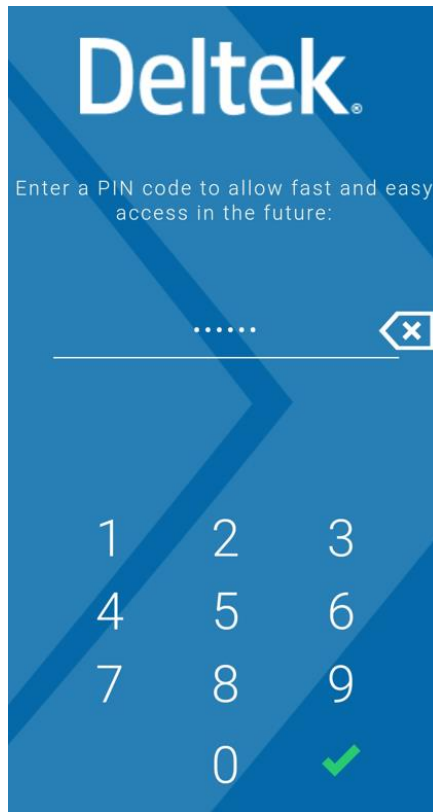 Deltek®
Enter a PIN code to allow fast and easy
access in the future:
......
1 2 3
4 5 6
7 8 9
0